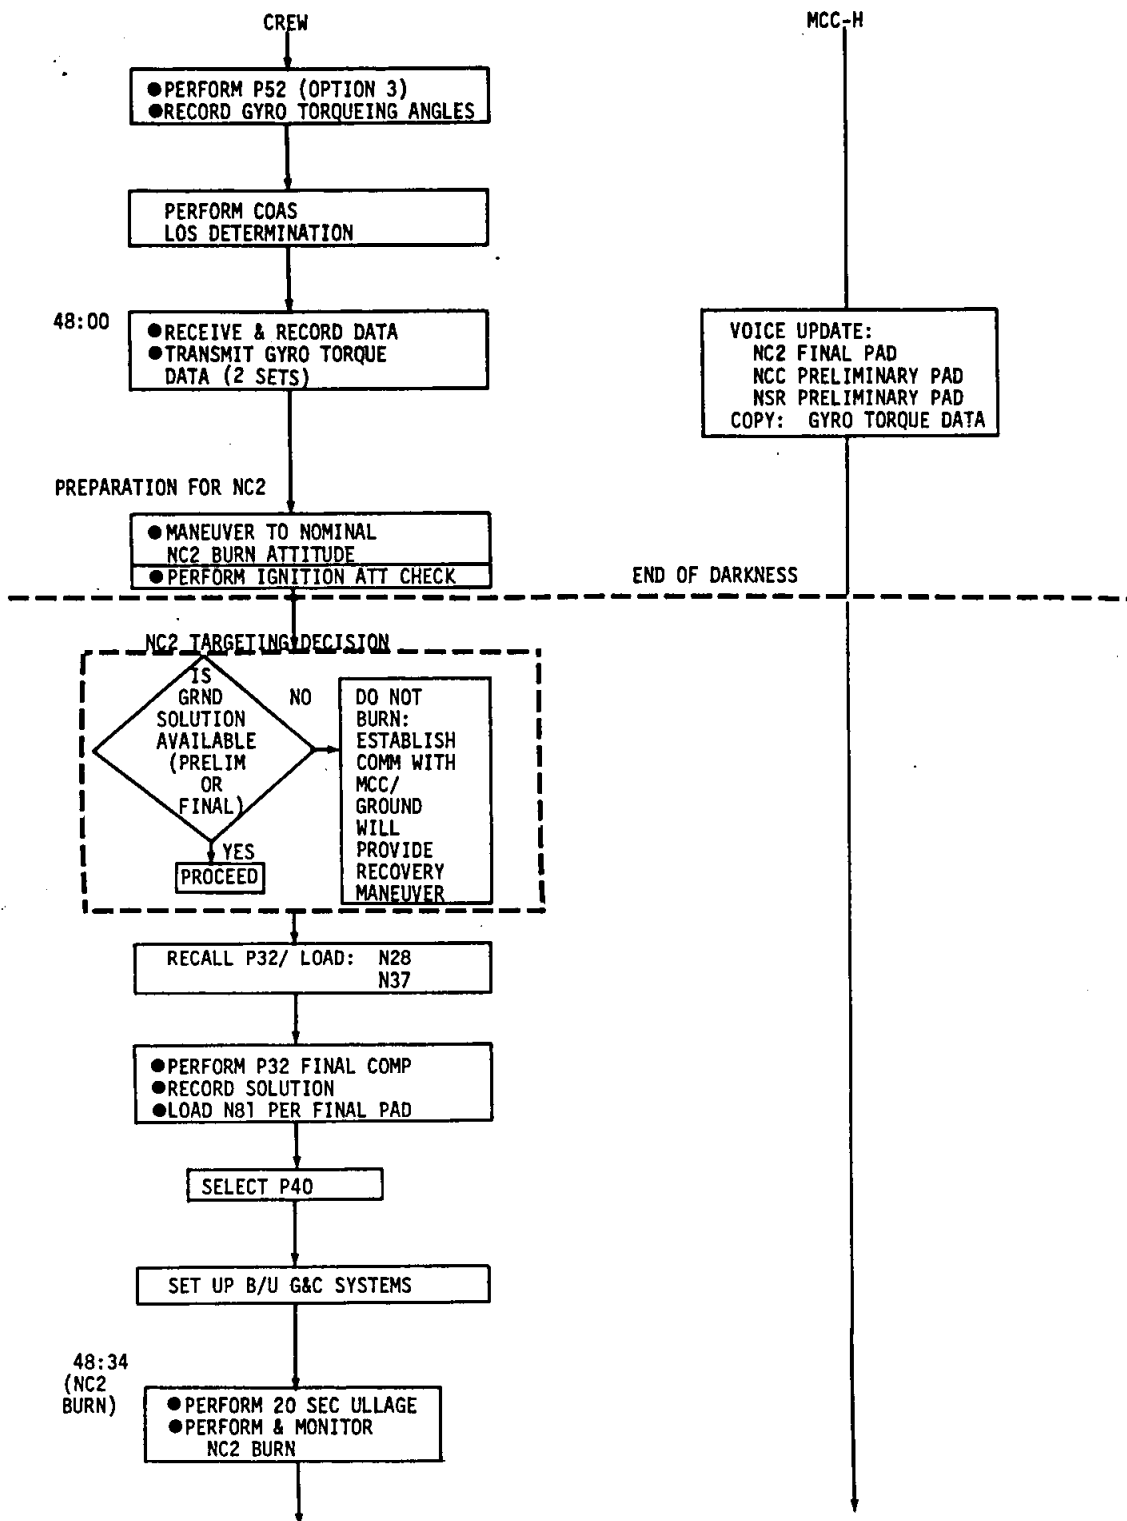 CREW
MCC-H
●PERFORM P52 (OPTION 3)
●RECORD GYRO TORQUEING ANGLES
PERFORM COAS
LOS DETERMINATION
48:00
●RECEIVE & RECORD DATA
●TRANSMIT GYRO TORQUE
DATA (2 SETS)
VOICE UPDATE:
NC2 FINAL PAD
NCC PRELIMINARY PAD
NSR PRELIMINARY PAD
COPY: GYRO TORQUE DATA
PREPARATION FOR NC2
●MANEUVER TO NOMINAL
NC2 BURN ATTITUDE
●PERFORM IGNITION ATT CHECK
END OF DARKNESS
NC2 TARGETING DECISION
IS
GRND
SOLUTION
AVAILABLE
(PRELIM
OR
FINAL)
NO
DO NOT
BURN:
ESTABLISH
COMM WITH
MCC/
GROUND
WILL
PROVIDE
RECOVERY
MANEUVER
YES
PROCEED
RECALL P32/ LOAD: N28
N37
●PERFORM P32 FINAL COMP
●RECORD SOLUTION
●LOAD N81 PER FINAL PAD
SELECT P40
SET UP B/U G&C SYSTEMS
48:34
(NC2
BURN)
●PERFORM 20 SEC ULLAGE
●PERFORM & MONITOR
NC2 BURN